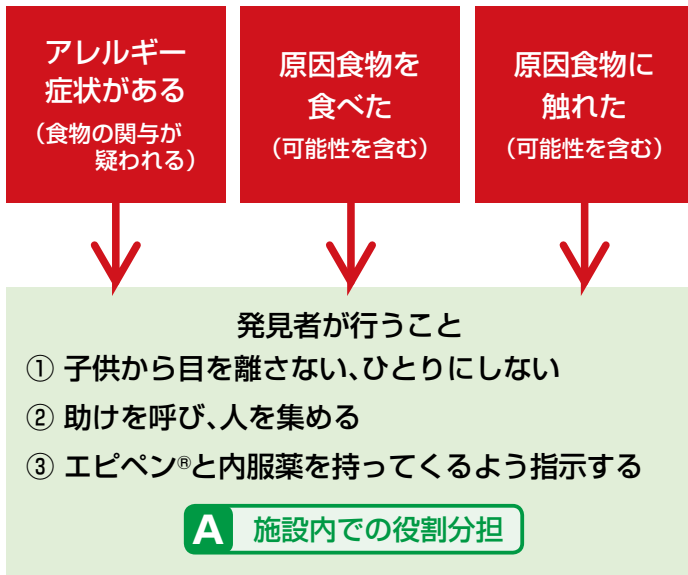 アレルギー
症状がある
(食物の関与が
疑われる)
原因食物を
食べた
(可能性を含む)
原因食物に
触れた
(可能性を含む)
発見者が行うこと
① 子供から目を離さない、ひとりにしない
② 助けを呼び、人を集める
③ エピペン®と内服薬を持ってくるよう指示する
A 施設内での役割分担